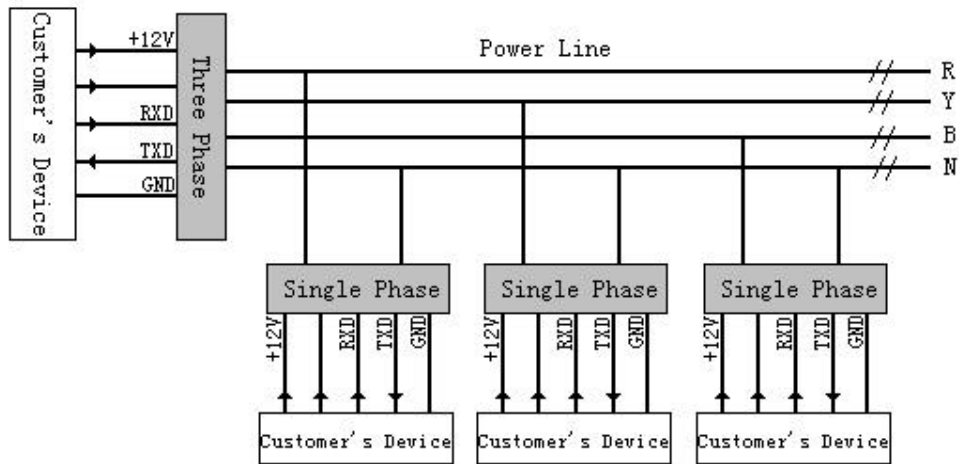 Customer's Device
+12V
RXD
TXD
GND
Three Phase
Power Line
R
Y
B
N
Single Phase
Single Phase
Single Phase
+12V
RXD
TXD
GND
+12V
RXD
TXD
GND
+12V
RXD
TXD
GND
Customer's Device
Customer's Device
Customer's Device